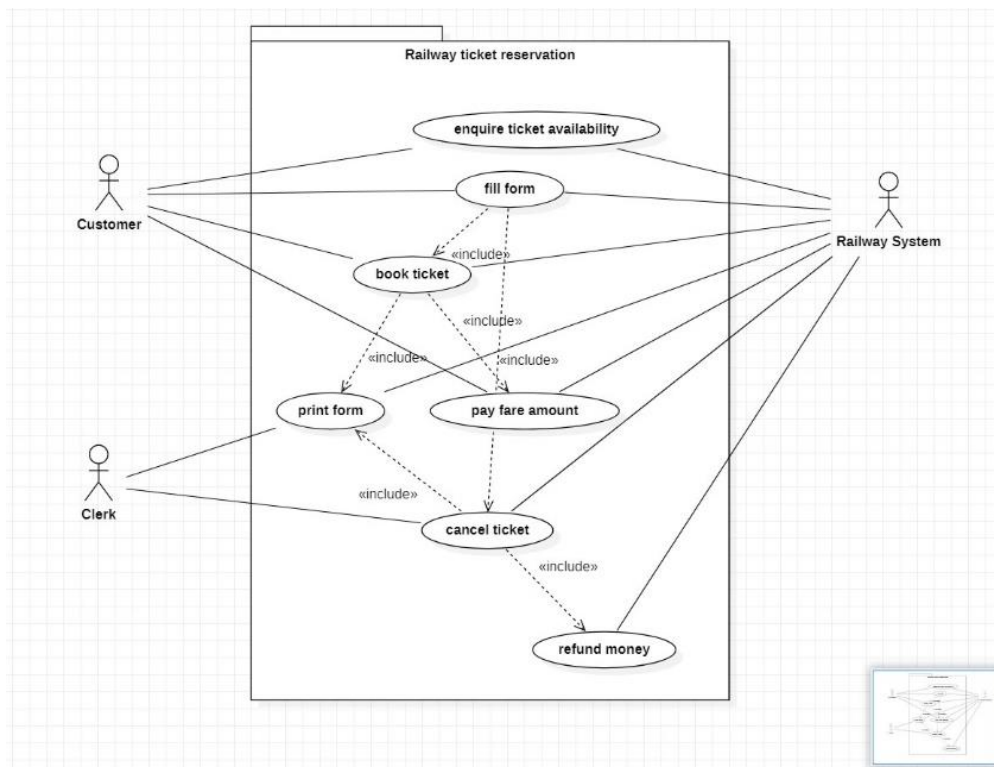 Railway ticket reservation
enquire ticket availability
fill form
Customer
Railway System
«include»
book ticket
«include»
«include»
«include»
print form
pay fare amount
«include»
Clerk
cancel ticket
«include»
refund money